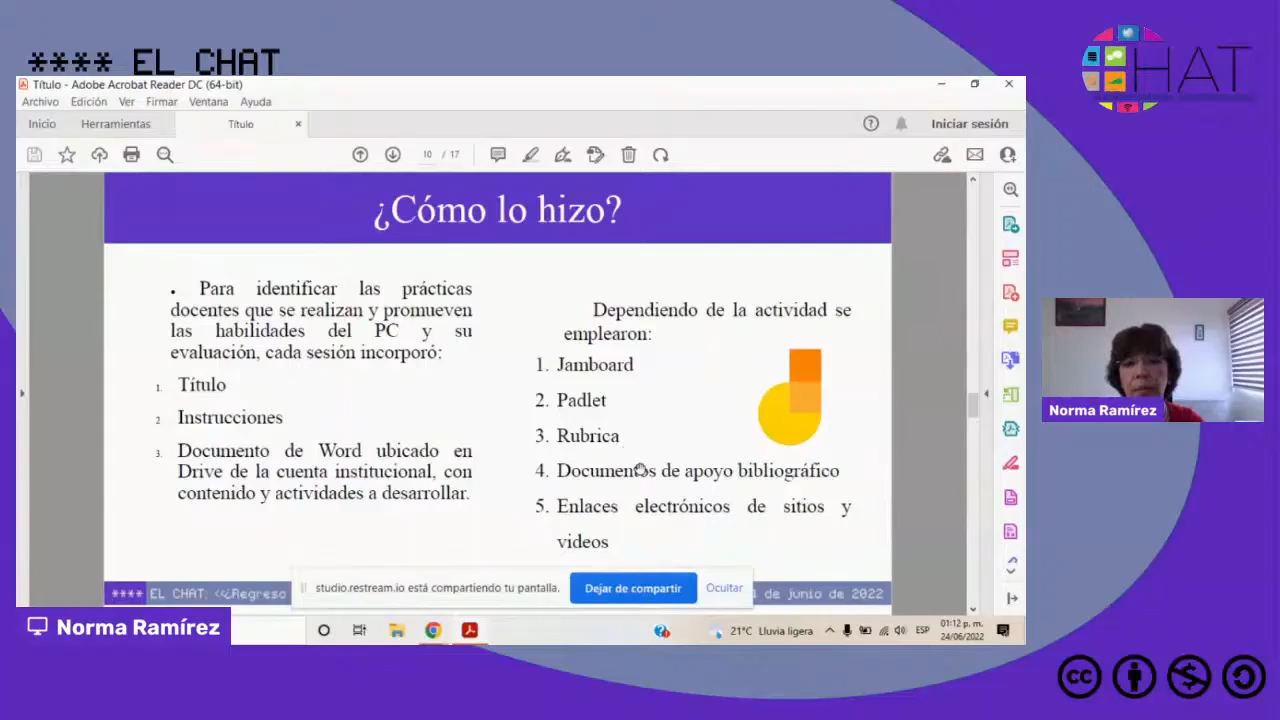 **** EL CHAT
HAT
Título - Adobe Acrobat Reader DC (64-bit)
Archivo Edición Ver Firmar Ventana Ayuda
Inicio Herramientas Título × Iniciar sesión
10 / 17
¿Cómo lo hizo?
• Para identificar las prácticas
docentes que se realizan y promueven
las habilidades del PC y su
evaluación, cada sesión incorporó:
1. Título
2 Instrucciones
3. Documento de Word ubicado en
Drive de la cuenta institucional, con
contenido y actividades a desarrollar.
Dependiendo de la actividad se
emplearon:
1. Jamboard
2. Padlet
3. Rubrica
4. Documentos de apoyo bibliográfico
5. Enlaces electrónicos de sitios y
videos
Norma Ramírez
studio.restream.io está compartiendo tu pantalla. Dejar de compartir Ocultar
**** EL CHAT: <<¿Regreso
de junio de 2022
Norma Ramírez
21°C Lluvia ligera ESP 01:12 p. m.
24/06/2022
cc